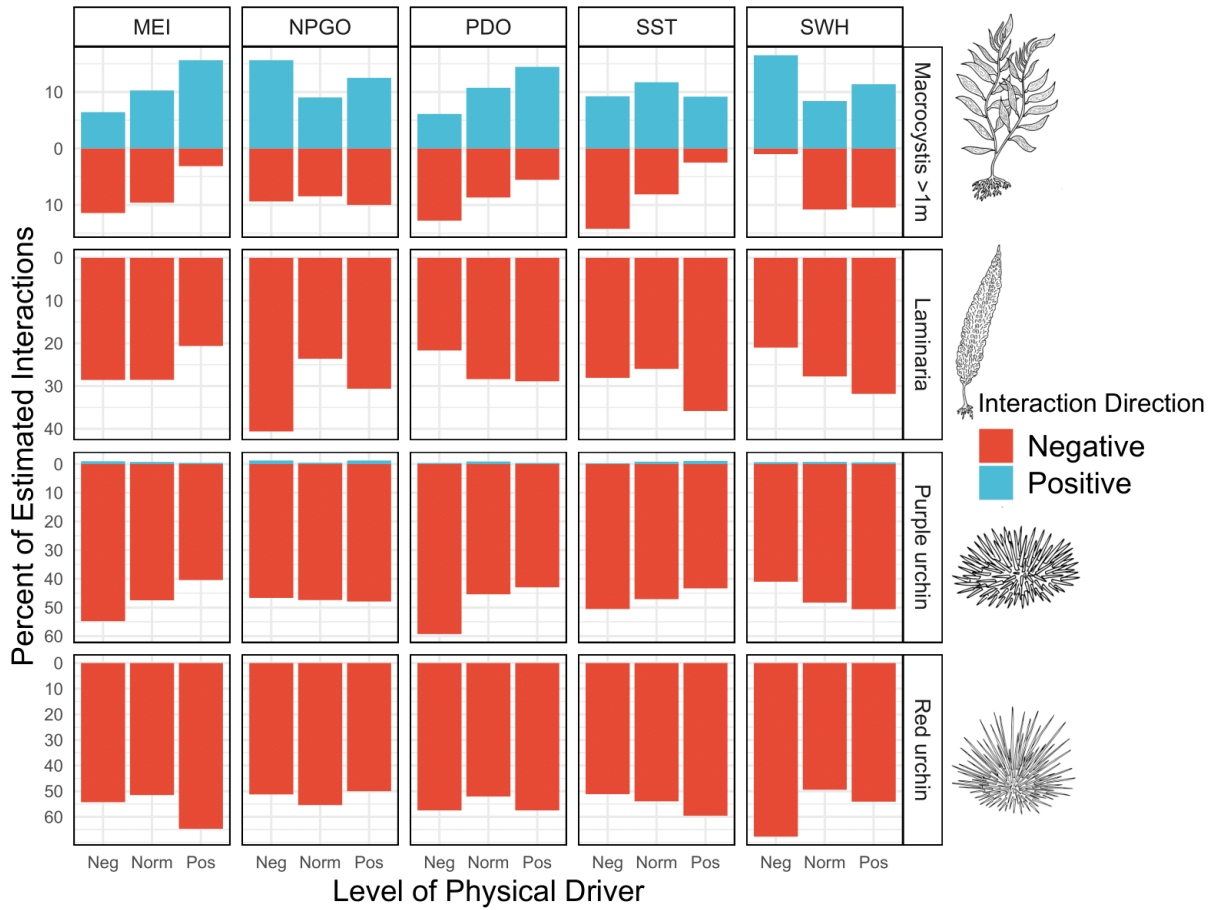 MEI NPGO PDO SST SWH
Percent of Estimated Interactions
10
0
10
Macrocystis >1m
0
10
20
30
40
Laminaria
Interaction Direction
Negative
Positive
0
10
20
30
40
50
60
Purple urchin
0
10
20
30
40
50
60
Red urchin
Neg Norm Pos Neg Norm Pos Neg Norm Pos Neg Norm Pos Neg Norm Pos
Level of Physical Driver